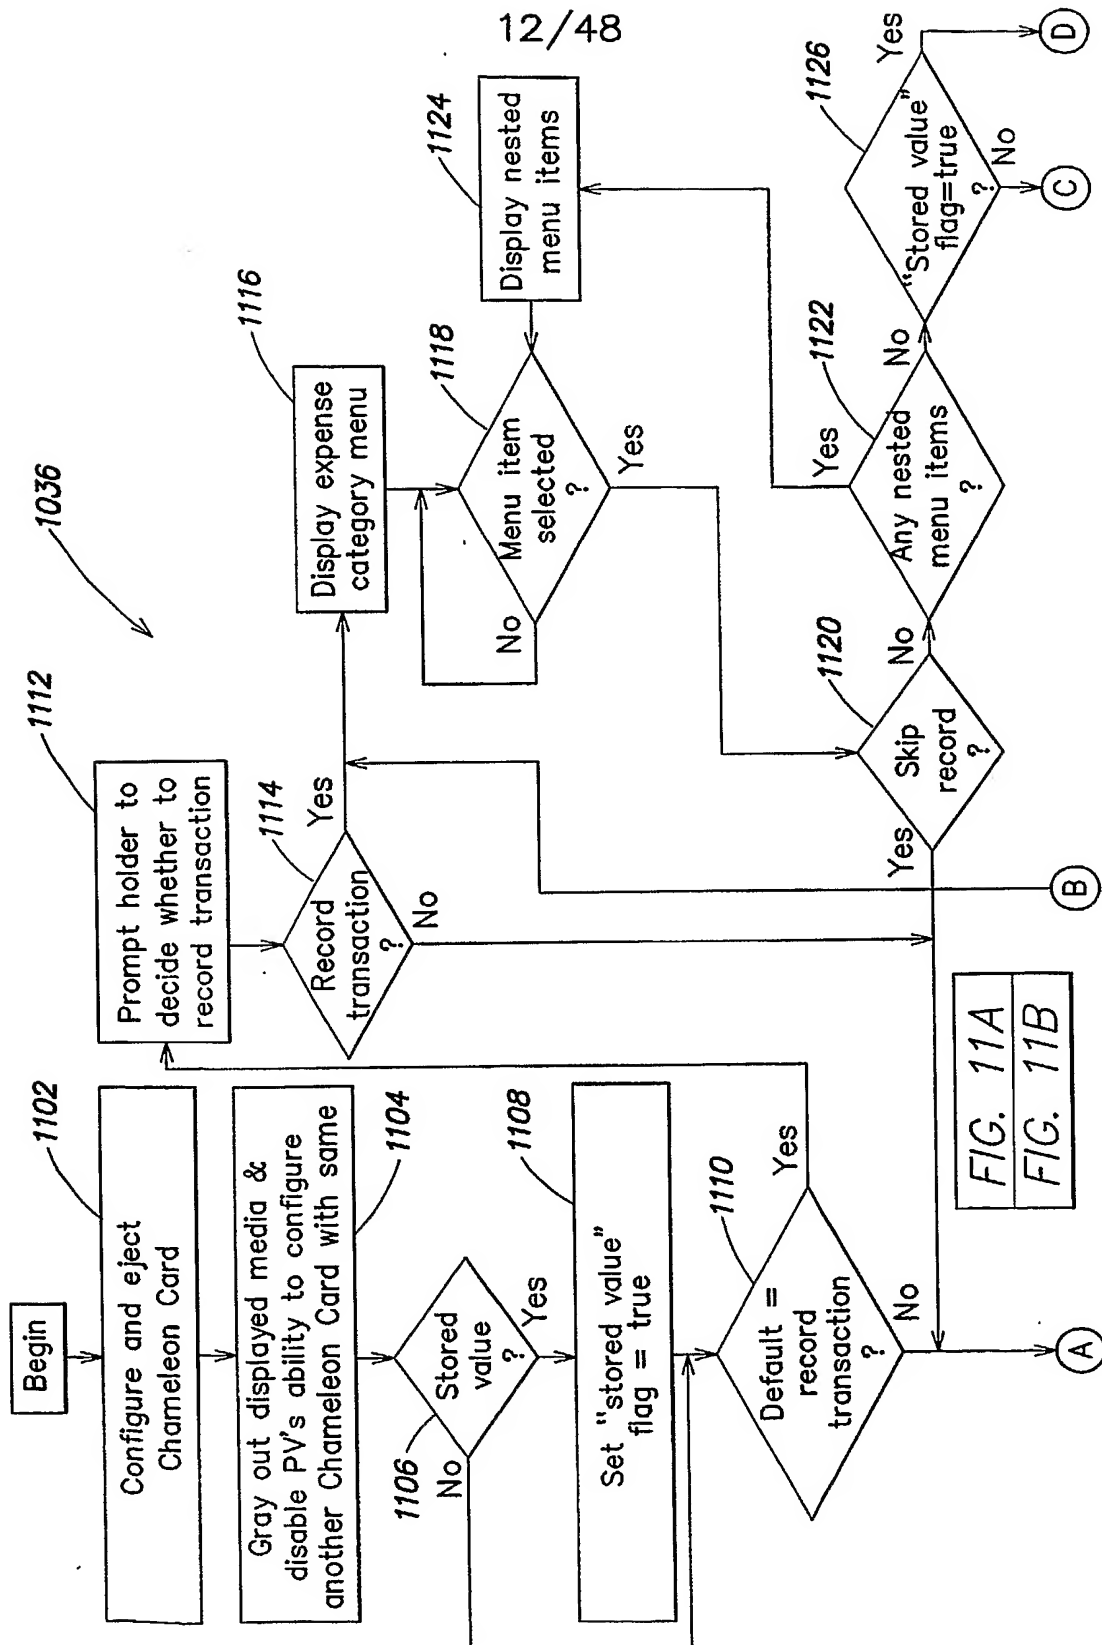 12/48
1036
Begin
1102
Configure and eject
Chameleon Card
1104
Gray out displayed media &
disable PV's ability to configure
another Chameleon Card with same
1106
Stored
value
?
No
Yes
1108
Set "stored value"
flag = true
1110
Default =
record
transaction
?
Yes
No
A
1112
Prompt holder to
decide whether to
record transaction
1114
Record
transaction
?
Yes
No
B
1116
Display expense
category menu
1118
Menu item
selected
?
No
Yes
1124
Display nested
menu items
1120
Skip
record
?
Yes
No
1122
Any nested
menu items
?
Yes
No
1126
"Stored value"
flag=true
?
Yes
No
C
D
FIG. 11A
FIG. 11B